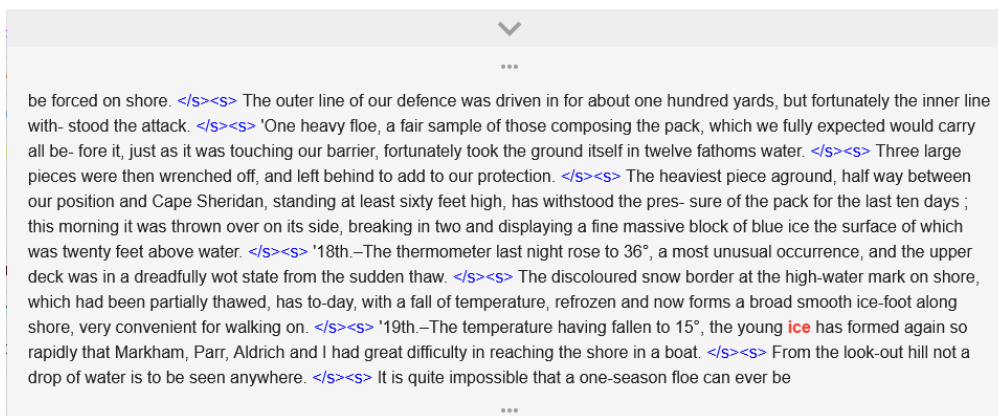 ...
be forced on shore. </s><s> The outer line of our defence was driven in for about one hundred yards, but fortunately the inner line
with- stood the attack. </s><s> 'One heavy floe, a fair sample of those composing the pack, which we fully expected would carry
all be- fore it, just as it was touching our barrier, fortunately took the ground itself in twelve fathoms water. </s><s> Three large
pieces were then wrenched off, and left behind to add to our protection. </s><s> The heaviest piece aground, half way between
our position and Cape Sheridan, standing at least sixty feet high, has withstood the pres- sure of the pack for the last ten days ;
this morning it was thrown over on its side, breaking in two and displaying a fine massive block of blue ice the surface of which
was twenty feet above water. </s><s> '18th.–The thermometer last night rose to 36°, a most unusual occurrence, and the upper
deck was in a dreadfully wot state from the sudden thaw. </s><s> The discoloured snow border at the high-water mark on shore,
which had been partially thawed, has to-day, with a fall of temperature, refrozen and now forms a broad smooth ice-foot along
shore, very convenient for walking on. </s><s> '19th.–The temperature having fallen to 15°, the young ice has formed again so
rapidly that Markham, Parr, Aldrich and I had great difficulty in reaching the shore in a boat. </s><s> From the look-out hill not a
drop of water is to be seen anywhere. </s><s> It is quite impossible that a one-season floe can ever be
...